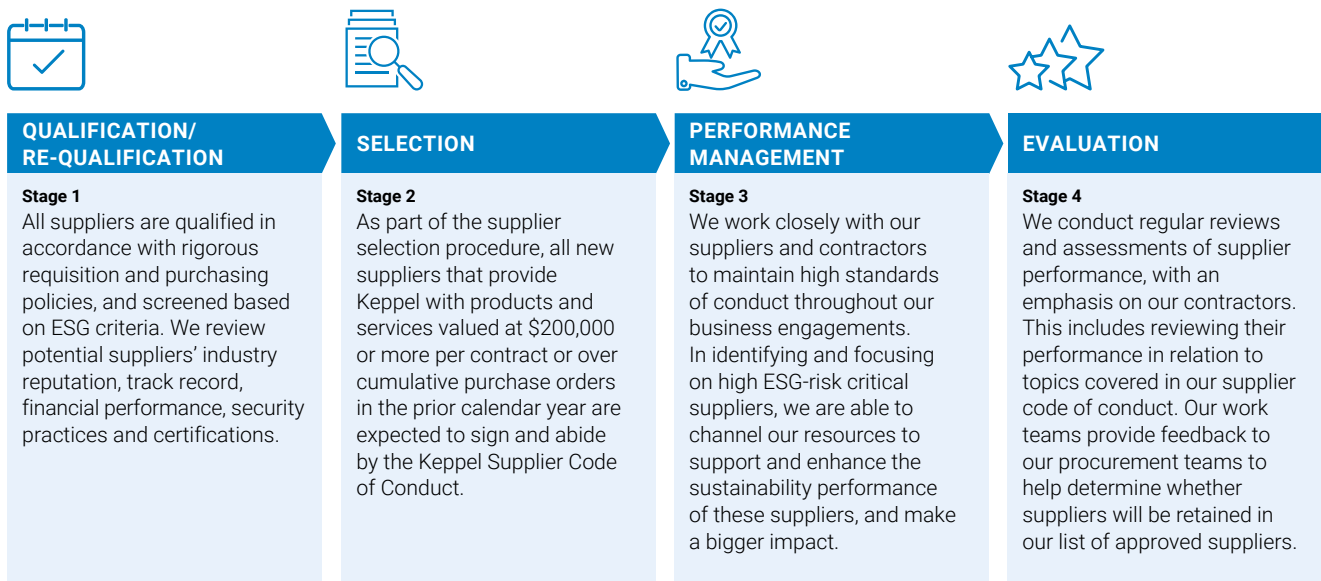 QUALIFICATION/
RE-QUALIFICATION
Stage 1
All suppliers are qualified in
accordance with rigorous
requisition and purchasing
policies, and screened based
on ESG criteria. We review
potential suppliers’ industry
reputation, track record,
financial performance, security
practices and certifications.
SELECTION
Stage 2
As part of the supplier
selection procedure, all new
suppliers that provide
Keppel with products and
services valued at $200,000
or more per contract or over
cumulative purchase orders
in the prior calendar year are
expected to sign and abide
by the Keppel Supplier Code
of Conduct.
PERFORMANCE
MANAGEMENT
Stage 3
We work closely with our
suppliers and contractors
to maintain high standards
of conduct throughout our
business engagements.
In identifying and focusing
on high ESG-risk critical
suppliers, we are able to
channel our resources to
support and enhance the
sustainability performance
of these suppliers, and make
a bigger impact.
EVALUATION
Stage 4
We conduct regular reviews
and assessments of supplier
performance, with an
emphasis on our contractors.
This includes reviewing their
performance in relation to
topics covered in our supplier
code of conduct. Our work
teams provide feedback to
our procurement teams to
help determine whether
suppliers will be retained in
our list of approved suppliers.